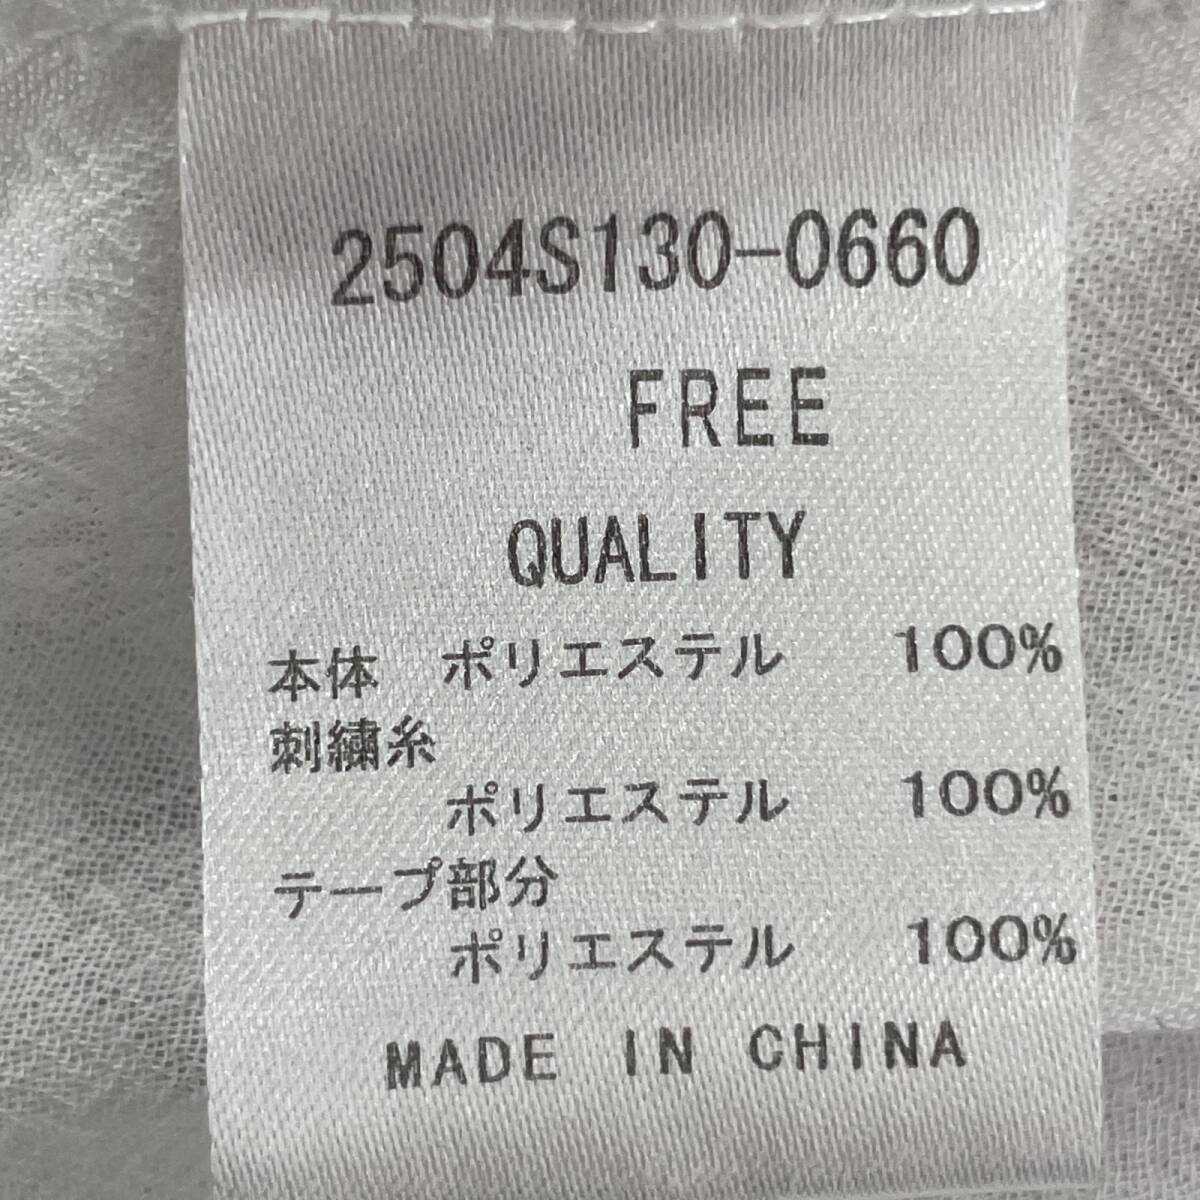 2504S130-0660
FREE
QUALITY
本体 ポリエステル 100%
刺繍糸
ポリエステル 100%
テープ部分
ポリエステル 100%
MADE IN CHINA